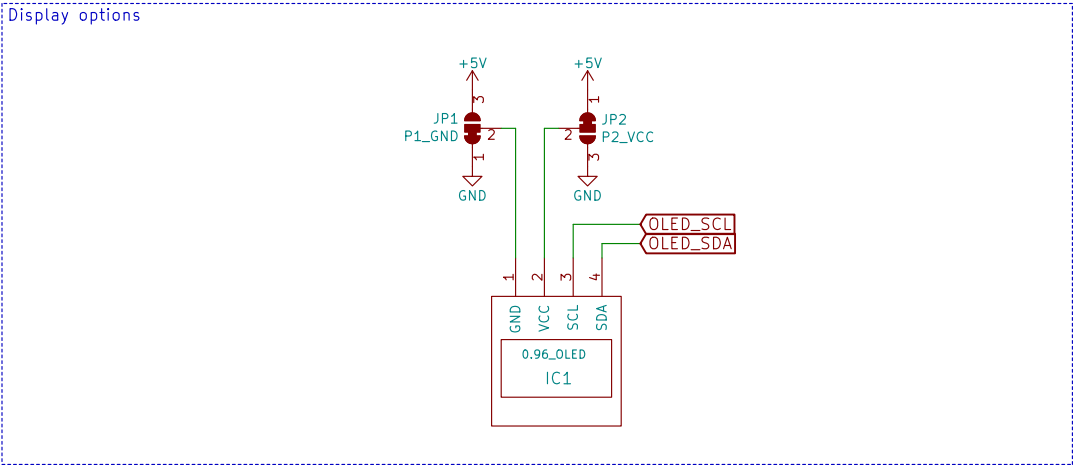 Display options
+5V
+5V
3
1
JP1
P1_GND
2
2
JP2
P2_VCC
1
3
GND
GND
OLED_SCL
OLED_SDA
1
2
3
4
GND
VCC
SCL
SDA
0.96_OLED
IC1